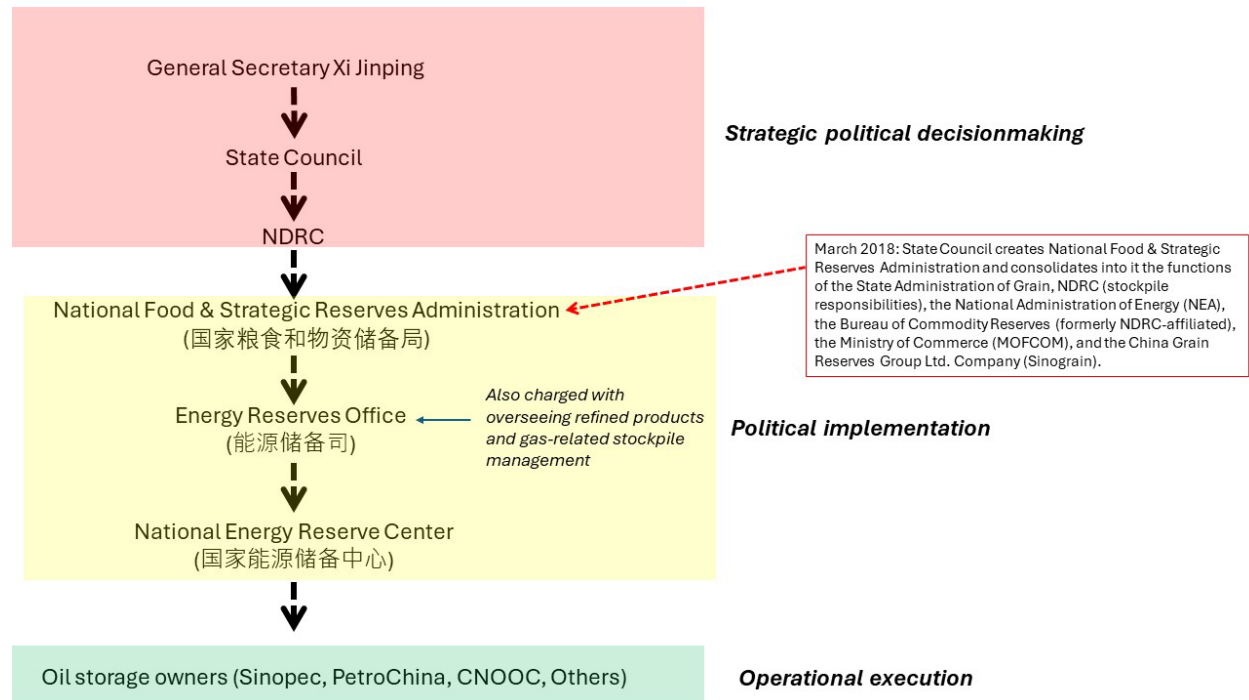 General Secretary Xi Jinping
Strategic political decisionmaking
State Council
NDRC
March 2018: State Council creates National Food & Strategic
Reserves Administration and consolidates into it the functions
of the State Administration of Grain, NDRC (stockpile
responsibilities), the National Administration of Energy (NEA),
the Bureau of Commodity Reserves (formerly NDRC-affiliated),
the Ministry of Commerce (MOFCOM), and the China Grain
Reserves Group Ltd. Company (Sinograin).
National Food & Strategic Reserves Administration
(国家粮食和物资储备局)
Energy Reserves Office
(能源储备司)
Also charged with
overseeing refined products
and gas-related stockpile
management
Political implementation
National Energy Reserve Center
(国家能源储备中心)
Oil storage owners (Sinopec, PetroChina, CNOOC, Others)
Operational execution